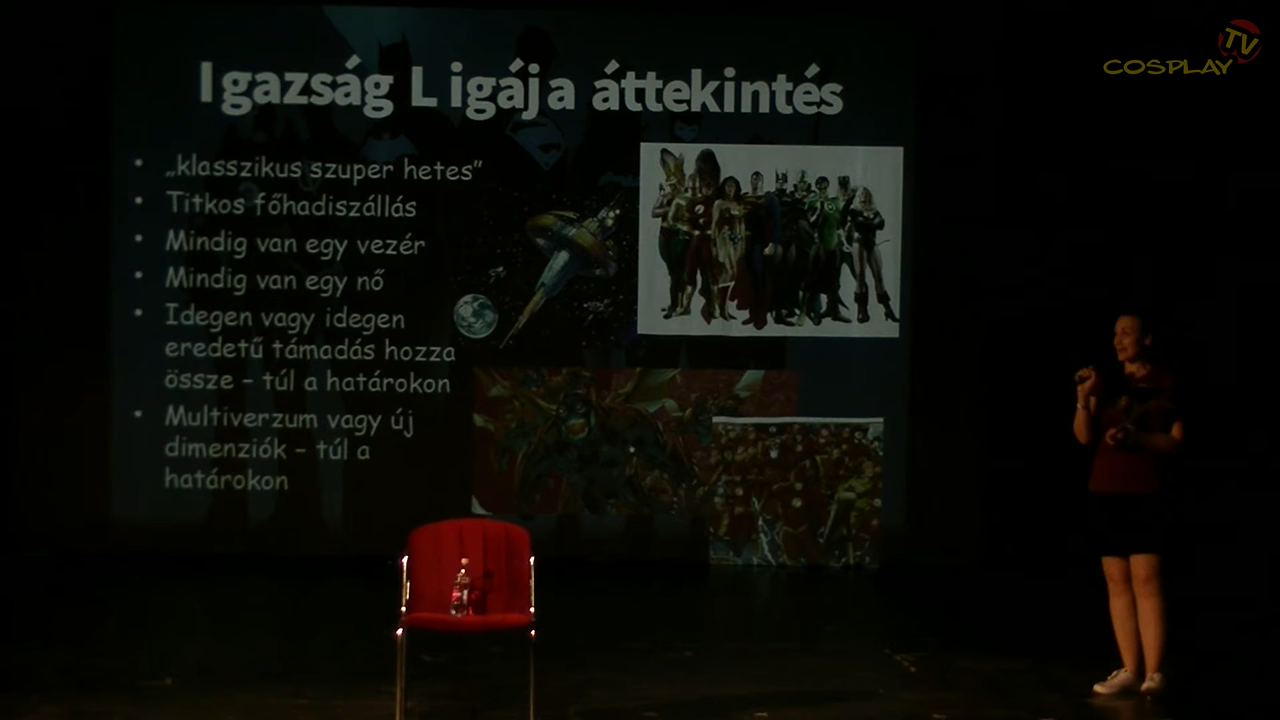 Igazság Ligája áttekintés
• „klasszikus szuper hetes”
• Titkos főhadiszállás
• Mindig van egy vezér
• Mindig van egy nő
• Idegen vagy idegen
eredetű támadás hozza
össze – túl a határokon
• Multiverzum vagy új
dimenziók – túl a
határokon
TV
COSPLAY